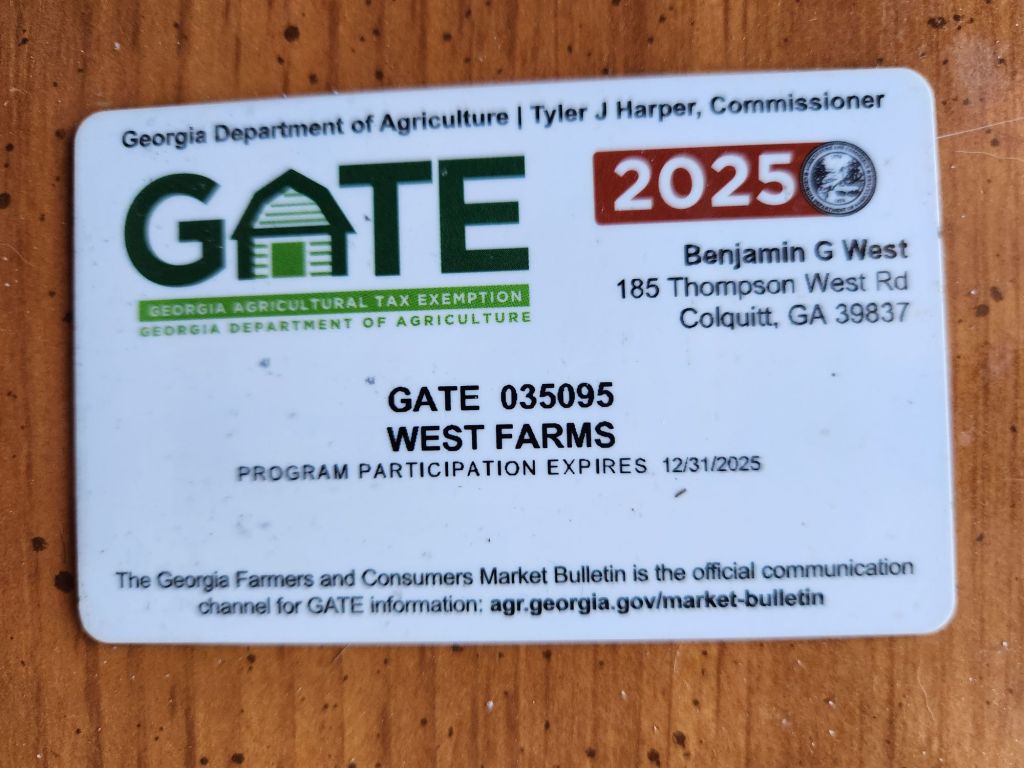 Georgia Department of Agriculture | Tyler J Harper, Commissioner
GATE
GEORGIA AGRICULTURAL TAX EXEMPTION
GEORGIA DEPARTMENT OF AGRICULTURE
2025
Benjamin G West
185 Thompson West Rd
Colquitt, GA 39837
GATE 035095
WEST FARMS
PROGRAM PARTICIPATION EXPIRES 12/31/2025
The Georgia Farmers and Consumers Market Bulletin is the official communication
channel for GATE information: agr.georgia.gov/market-bulletin